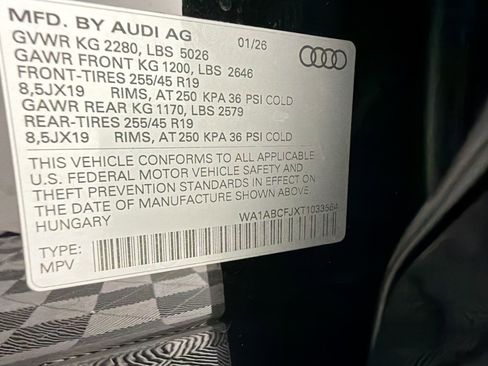 MFD. BY AUDI AG
GVWR KG 2280, LBS 5026 01/26
GAWR FRONT KG 1200, LBS 2646
FRONT-TIRES 255/45 R19
8,5JX19 RIMS, AT 250 KPA 36 PSI COLD
GAWR REAR KG 1170, LBS 2579
REAR-TIRES 255/45 R19
8,5JX19 RIMS, AT 250 KPA 36 PSI COLD
THIS VEHICLE CONFORMS TO ALL APPLICABLE
U.S. FEDERAL MOTOR VEHICLE SAFETY AND
THEFT PREVENTION STANDARDS IN EFFECT ON
THE DATE OF MANUFACTURE SHOWN ABOVE.
HUNGARY WA1ABCFJXT1033564
TYPE:
MPV